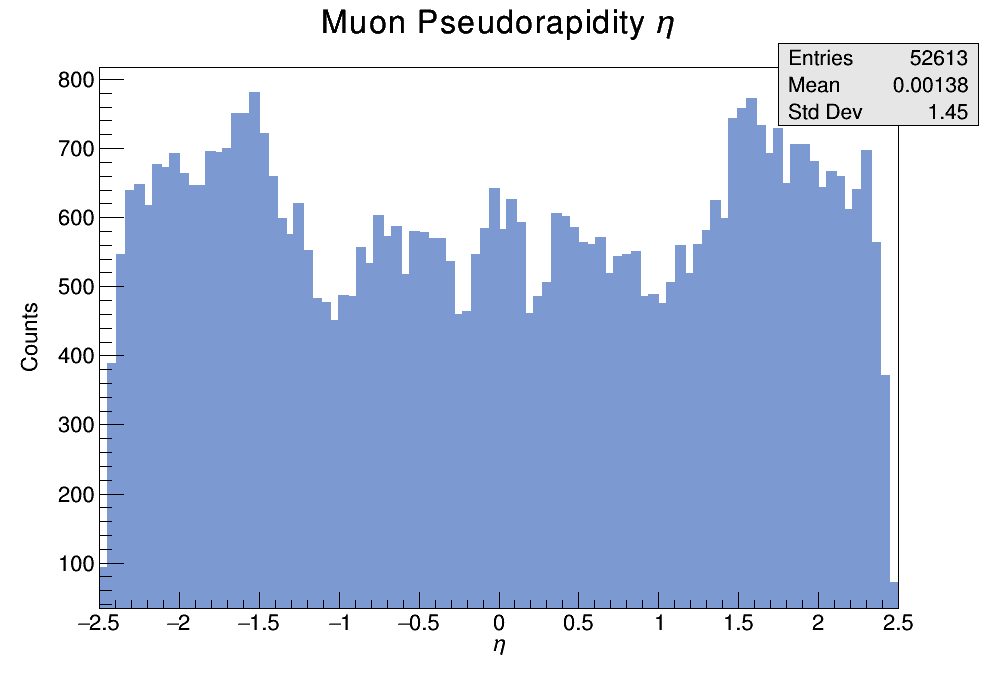 Muon Pseudorapidity η
Entries 52613
Mean 0.00138
Std Dev 1.45
800
700
600
500
400
300
200
100
Counts
−2.5 −2 −1.5 −1 −0.5 0 0.5 1 1.5 2 2.5
η